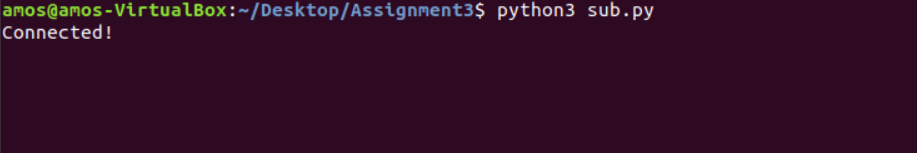 amos@amos-VirtualBox:~/Desktop/Assignment3$ python3 sub.py
Connected!